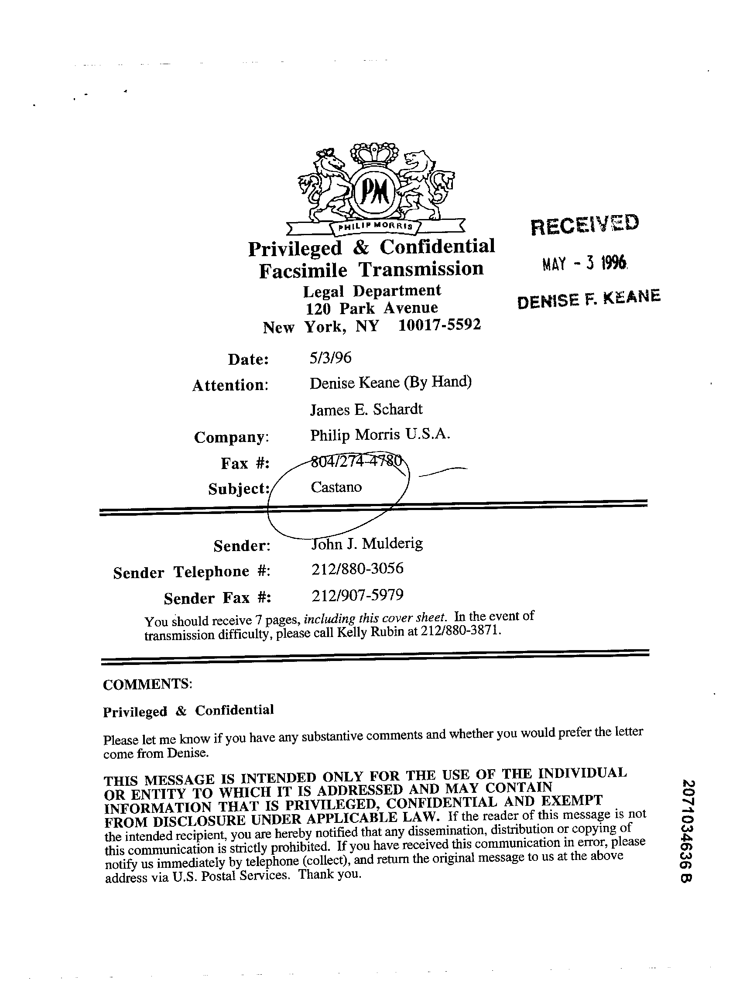 PM
PHILIP MORRIS
Privileged & Confidential
Facsimile Transmission
Legal Department
120 Park Avenue
New York, NY 10017-5592
RECEIVED
MAY - 3 1996
DENISE F. KEANE
Date: 5/3/96
Attention: Denise Keane (By Hand)
James E. Schardt
Company: Philip Morris U.S.A.
Fax #: 804/274-4780
Subject: Castano
Sender: John J. Mulderig
Sender Telephone #: 212/880-3056
Sender Fax #: 212/907-5979
You should receive 7 pages, including this cover sheet. In the event of
transmission difficulty, please call Kelly Rubin at 212/880-3871.
COMMENTS:
Privileged & Confidential
Please let me know if you have any substantive comments and whether you would prefer the letter
come from Denise.
THIS MESSAGE IS INTENDED ONLY FOR THE USE OF THE INDIVIDUAL
OR ENTITY TO WHICH IT IS ADDRESSED AND MAY CONTAIN
INFORMATION THAT IS PRIVILEGED, CONFIDENTIAL AND EXEMPT
FROM DISCLOSURE UNDER APPLICABLE LAW. If the reader of this message is not
the intended recipient, you are hereby notified that any dissemination, distribution or copying of
this communication is strictly prohibited. If you have received this communication in error, please
notify us immediately by telephone (collect), and return the original message to us at the above
address via U.S. Postal Services. Thank you.
2071034636 B